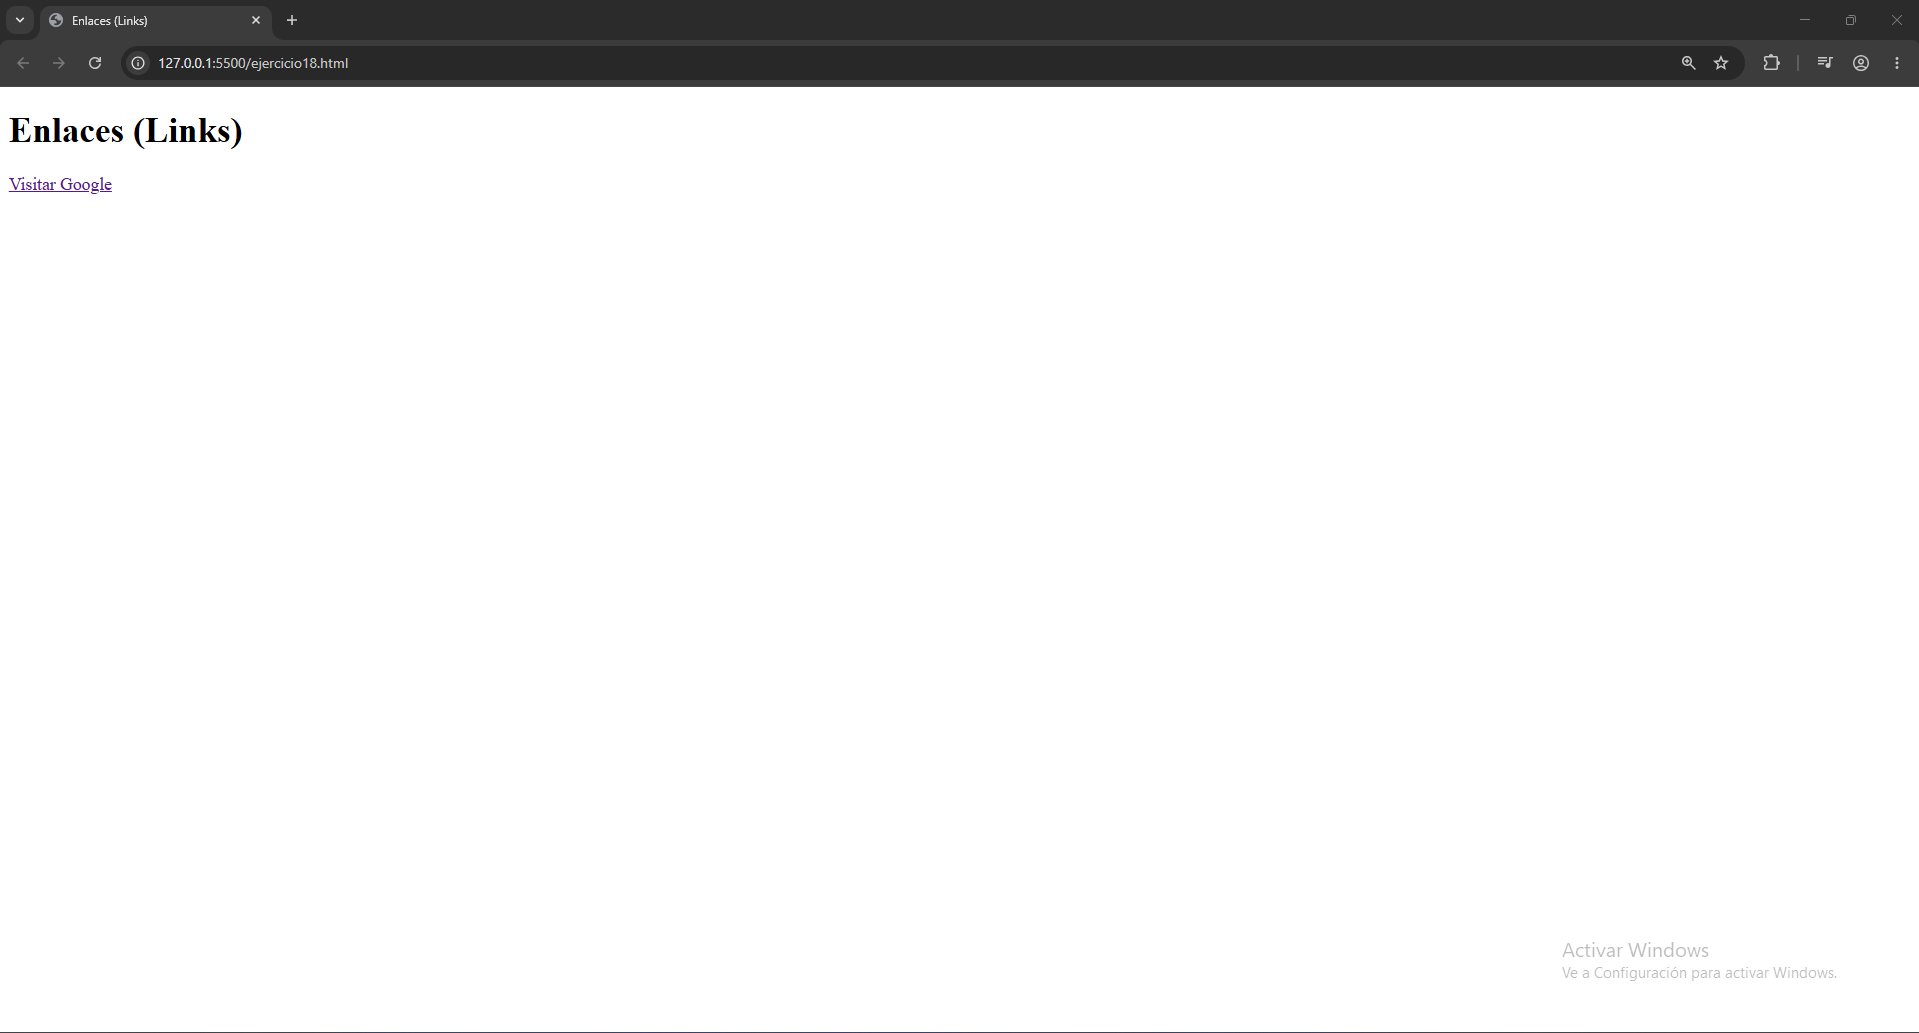 Enlaces (Links)
127.0.0.1:5500/ejercicio18.html
Enlaces (Links)
Visitar Google
Activar Windows
Ve a Configuración para activar Windows.